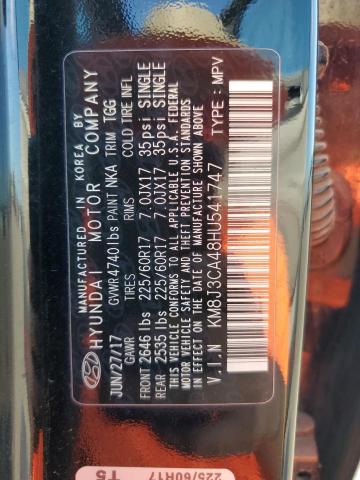 MANUFACTURED IN KOREA BY
HYUNDAI MOTOR COMPANY
JUN/27/17 GVWR 4740 lbs PAINT NKA TRIM TGG
GAWR TIRES RIMS COLD TIRE INFL
FRONT 2646 lbs 225/60R17 7.0JX17 35psi SINGLE
REAR 2535 lbs 225/60R17 7.0JX17 35psi SINGLE
THIS VEHICLE CONFORMS TO ALL APPLICABLE U.S.A. FEDERAL
MOTOR VEHICLE SAFETY AND THEFT PREVENTION STANDARDS
IN EFFECT ON THE DATE OF MANUFACTURE SHOWN ABOVE.
V.I.N KM8J3CA48HU541747 TYPE : MPV
225/60R17
T5